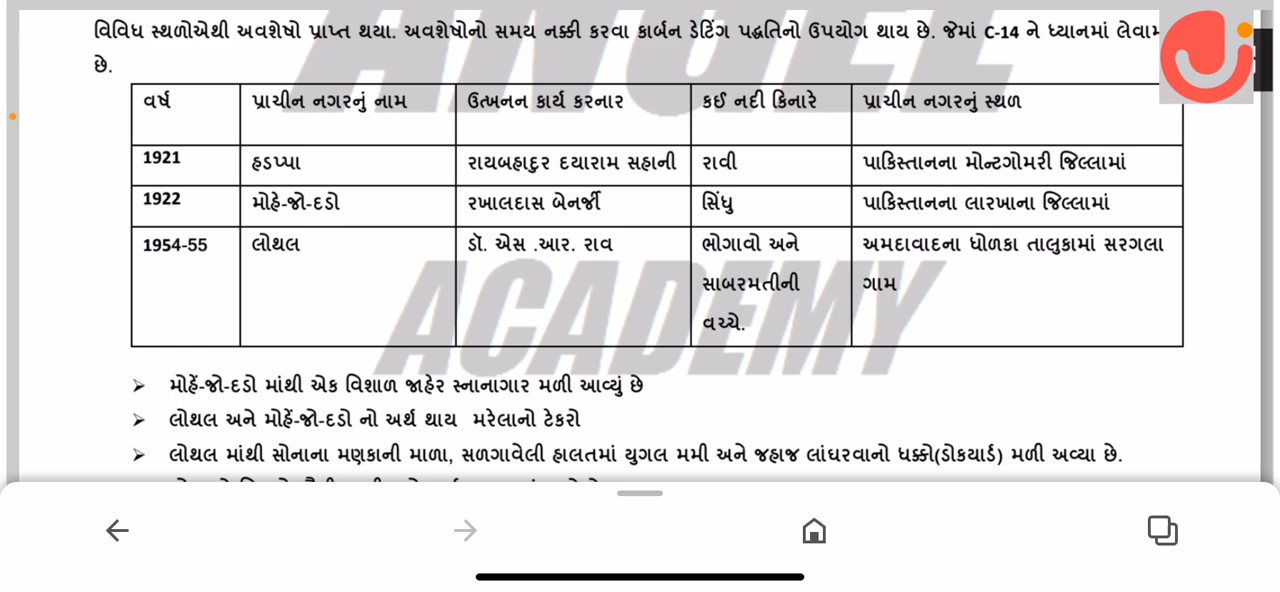 વિવિધ સ્થળોએથી અવશેષો પ્રાપ્ત થયા. અવશેષોનો સમય નક્કી કરવા કાર્બન ડેટિંગ પદ્ધતિનો ઉપયોગ થાય છે. જેમાં C-14 ને ધ્યાનમાં
છે.
વર્ષ પ્રાચીન નગરનું નામ ઉત્ખનન કાર્ય કરનાર કઈ નદી કિનારે પ્રાચીન નગરનું સ્થળ
1921 હડપ્પા રાયબહાદુર દયારામ સહાની રાવી પાકિસ્તાનના મોન્ટગોમરી જિલ્લામાં
1922 મોહે-જો-દડો રખાલદાસ બેનર્જી સિંધુ પાકિસ્તાનના લારખાના જિલ્લામાં
1954-55 લોથલ ડૉ. એસ .આર. રાવ ભોગાવો અને અમદાવાદના ધોળકા તાલુકામાં સરગલા
સાબરમતીની ગામ
વચ્ચે.
ACADEMY
➢ મોહેં-જો-દડો માંથી એક વિશાળ જાહેર સ્નાનાગાર મળી આવ્યું છે
➢ લોથલ અને મોહેં-જો-દડો નો અર્થ થાય મરેલાનો ટેકરો
➢ લોથલ માંથી સોનાના મણકાની માળા, સળગાવેલી હાલતમાં યુગલ મમી અને જહાજ લાંઘરવાનો ધક્કો(ડોકયાર્ડ) મળી અવ્યા છે.